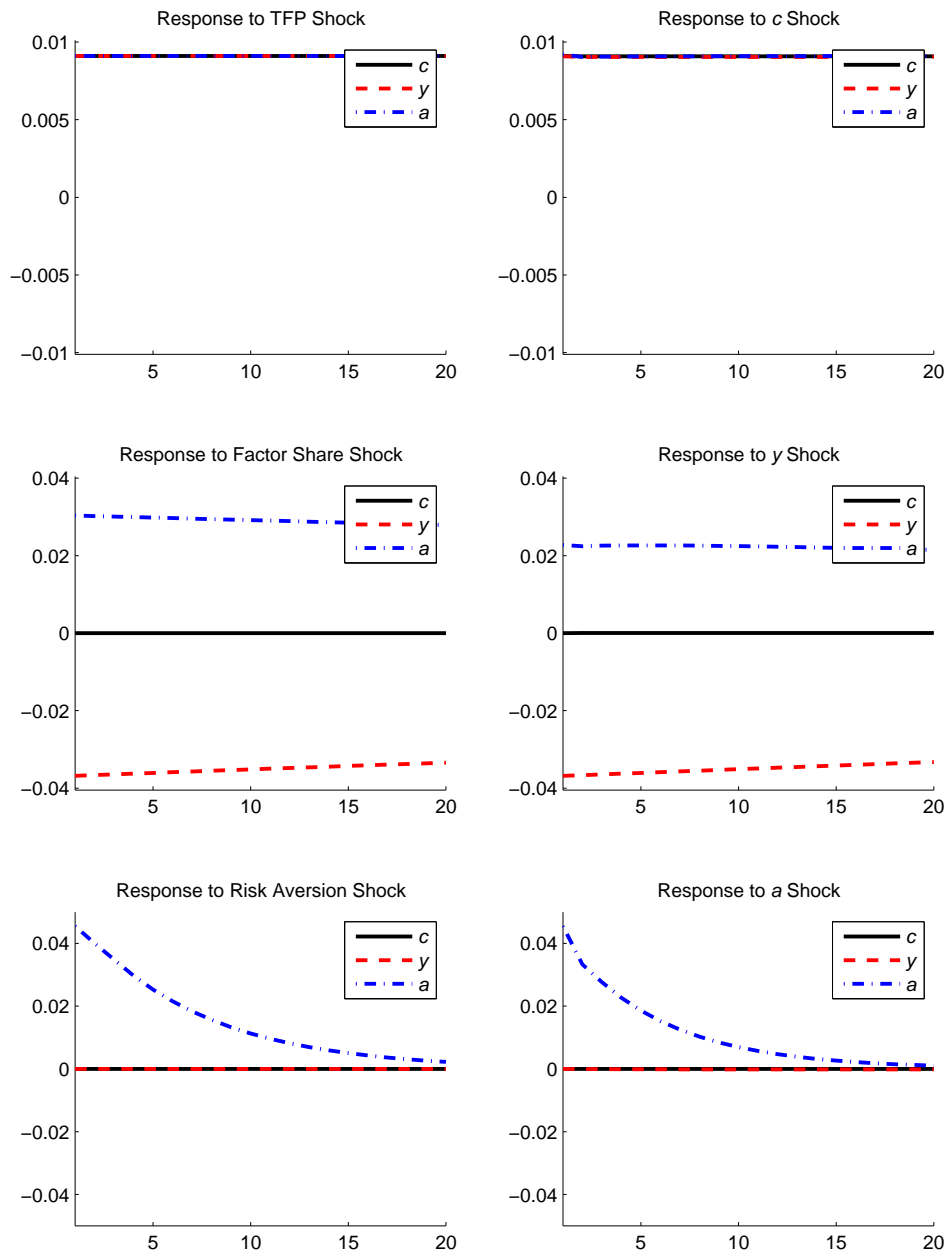 Response to TFP Shock
0.01
0.005
0
−0.005
−0.01
5 10 15 20
c
y
a
Response to c Shock
0.01
0.005
0
−0.005
−0.01
5 10 15 20
c
y
a
Response to Factor Share Shock
0.04
0.02
0
−0.02
−0.04
5 10 15 20
c
y
a
Response to y Shock
0.04
0.02
0
−0.02
−0.04
5 10 15 20
c
y
a
Response to Risk Aversion Shock
0.04
0.02
0
−0.02
−0.04
5 10 15 20
c
y
a
Response to a Shock
0.04
0.02
0
−0.02
−0.04
5 10 15 20
c
y
a